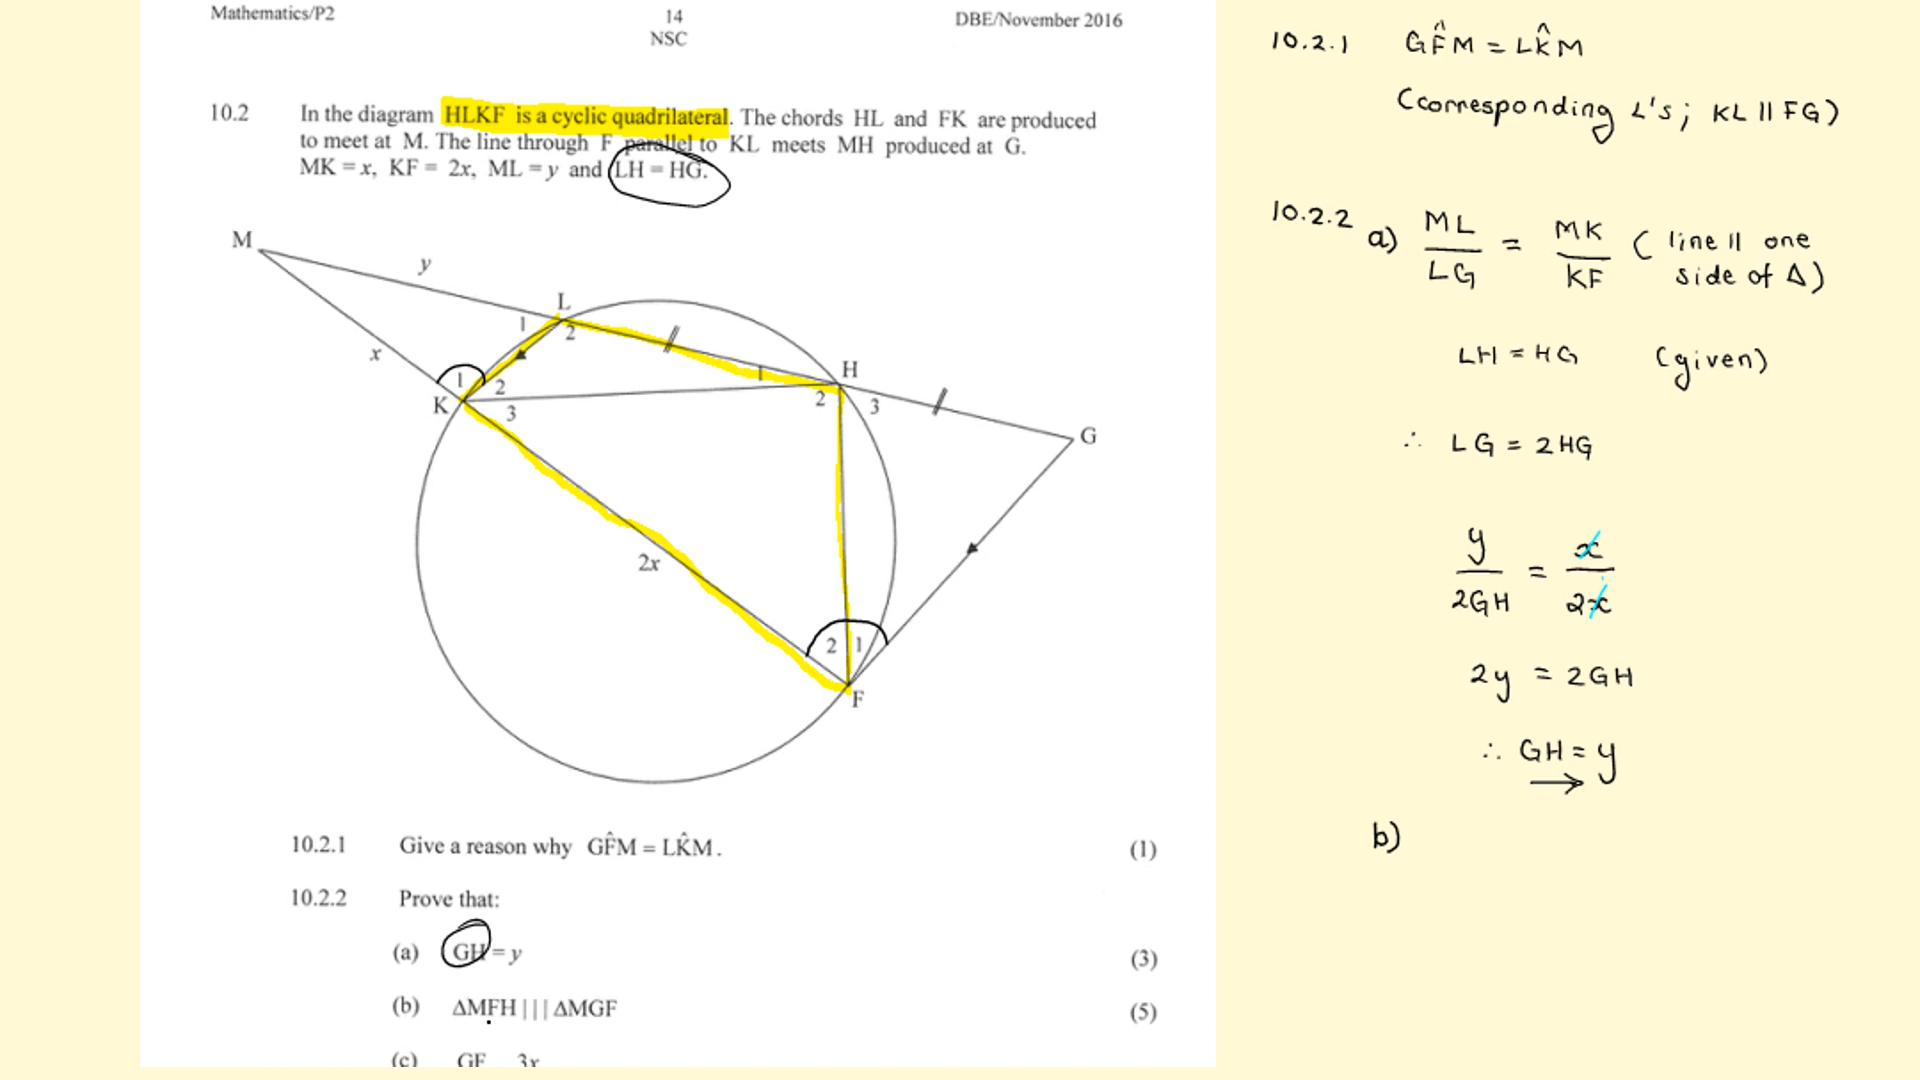 Mathematics/P2
14
NSC
DBE/November 2016
10.2
In the diagram HLKF is a cyclic quadrilateral. The chords HL and FK are produced
to meet at M. The line through F parallel to KL meets MH produced at G.
MK = x, KF = 2x, ML = y and LH = HG.
M
y
L
1
2
x
1
H
1
2
K
3
2
3
G
2x
2
1
F
10.2.1 Give a reason why GF̂M = LK̂M. (1)
10.2.2 Prove that:
(a) GH = y (3)
(b) ΔMFH ||| ΔMGF (5)
(c) GF 3x
10.2.1 GF̂M = LK̂M
(corresponding L's; KL || FG)
10.2.2
a) ML/LG = MK/KF (line || one
side of Δ)
LH = HG (given)
∴ LG = 2HG
y/2GH = x/2x
2y = 2GH
∴ GH = y
b)